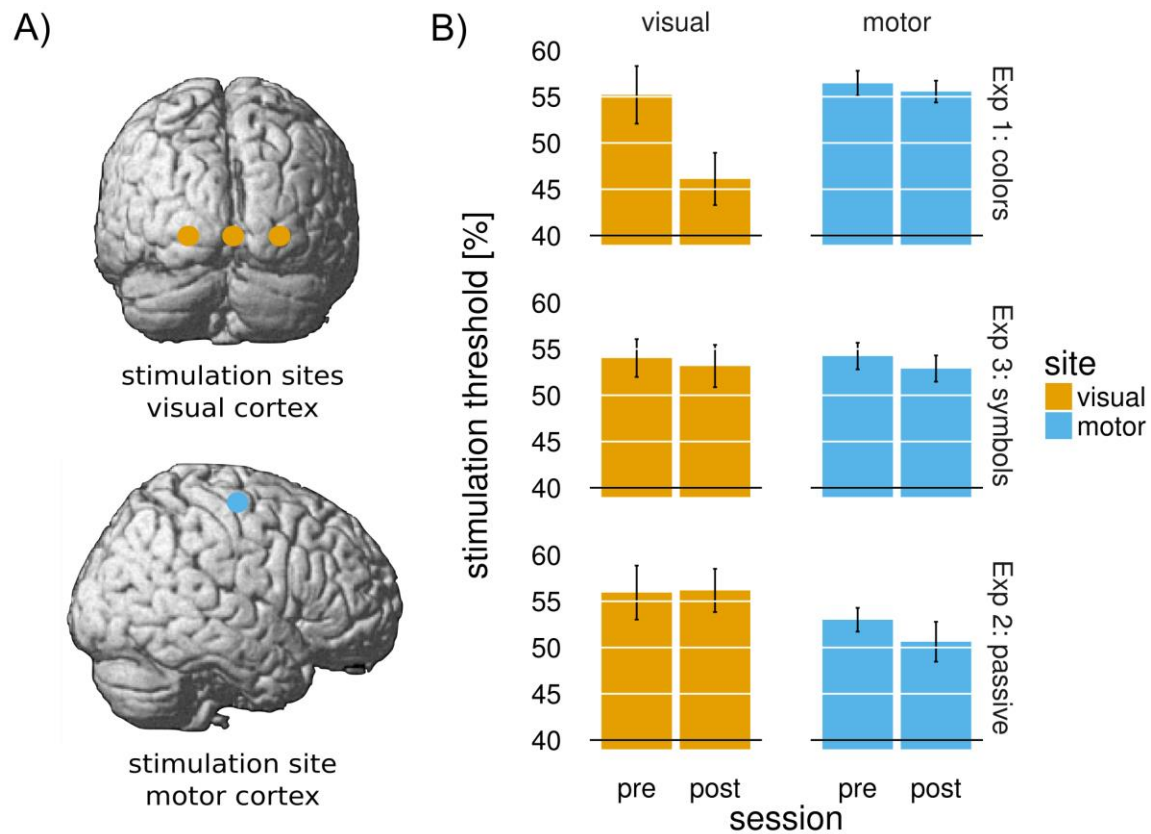 A)
stimulation sites
visual cortex
stimulation site
motor cortex
B)
visual motor
stimulation threshold [%]
60
55
50
45
40
Exp 1: colors
60
55
50
45
40
Exp 3: symbols
60
55
50
45
40
Exp 2: passive
pre post pre post
session
site
visual
motor